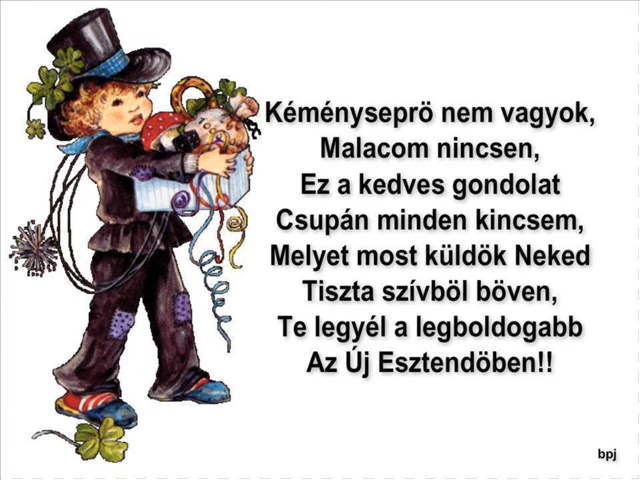 Kéményseprö nem vagyok,
Malacom nincsen,
Ez a kedves gondolat
Csupán minden kincsem,
Melyet most küldök Neked
Tiszta szívböl böven,
Te legyél a legboldogabb
Az Új Esztendöben!!
bpj